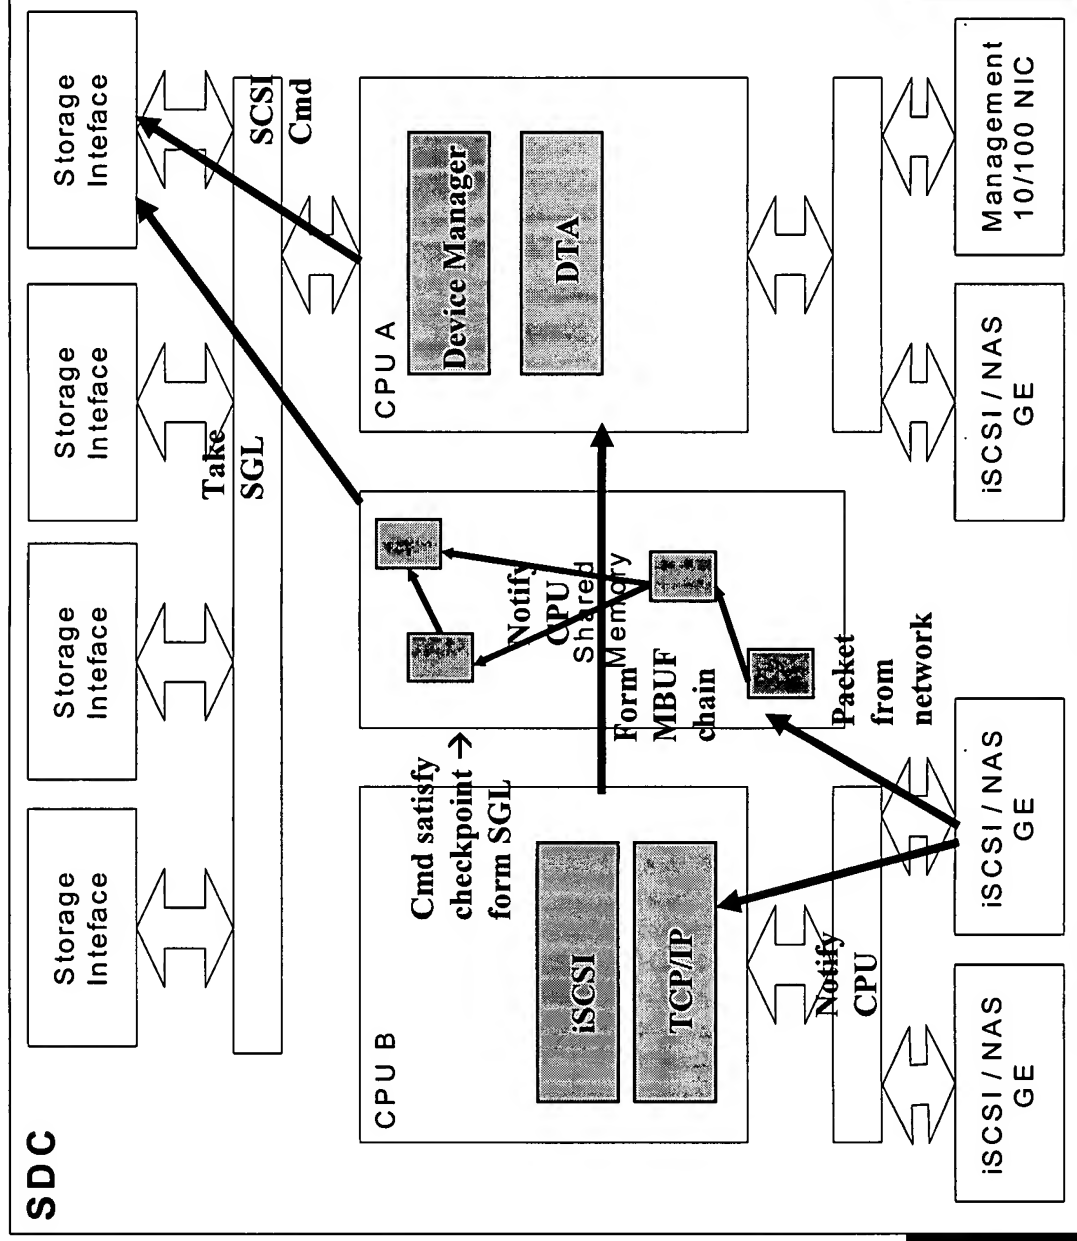 SDC
Storage
Inteface
Storage
Inteface
Storage
Inteface
Storage
Inteface
Take
SGL
SCSI
Cmd
CPU B
Cmd satisfy
checkpoint →
form SGL
iSCSI
TCP/IP
Notify
CPU
Shared
Memory
Form
MBUF
chain
CPU A
Device Manager
DTA
Notify
CPU
Packet
from
network
iSCSI / NAS
GE
iSCSI / NAS
GE
iSCSI / NAS
GE
Management
10/100 NIC